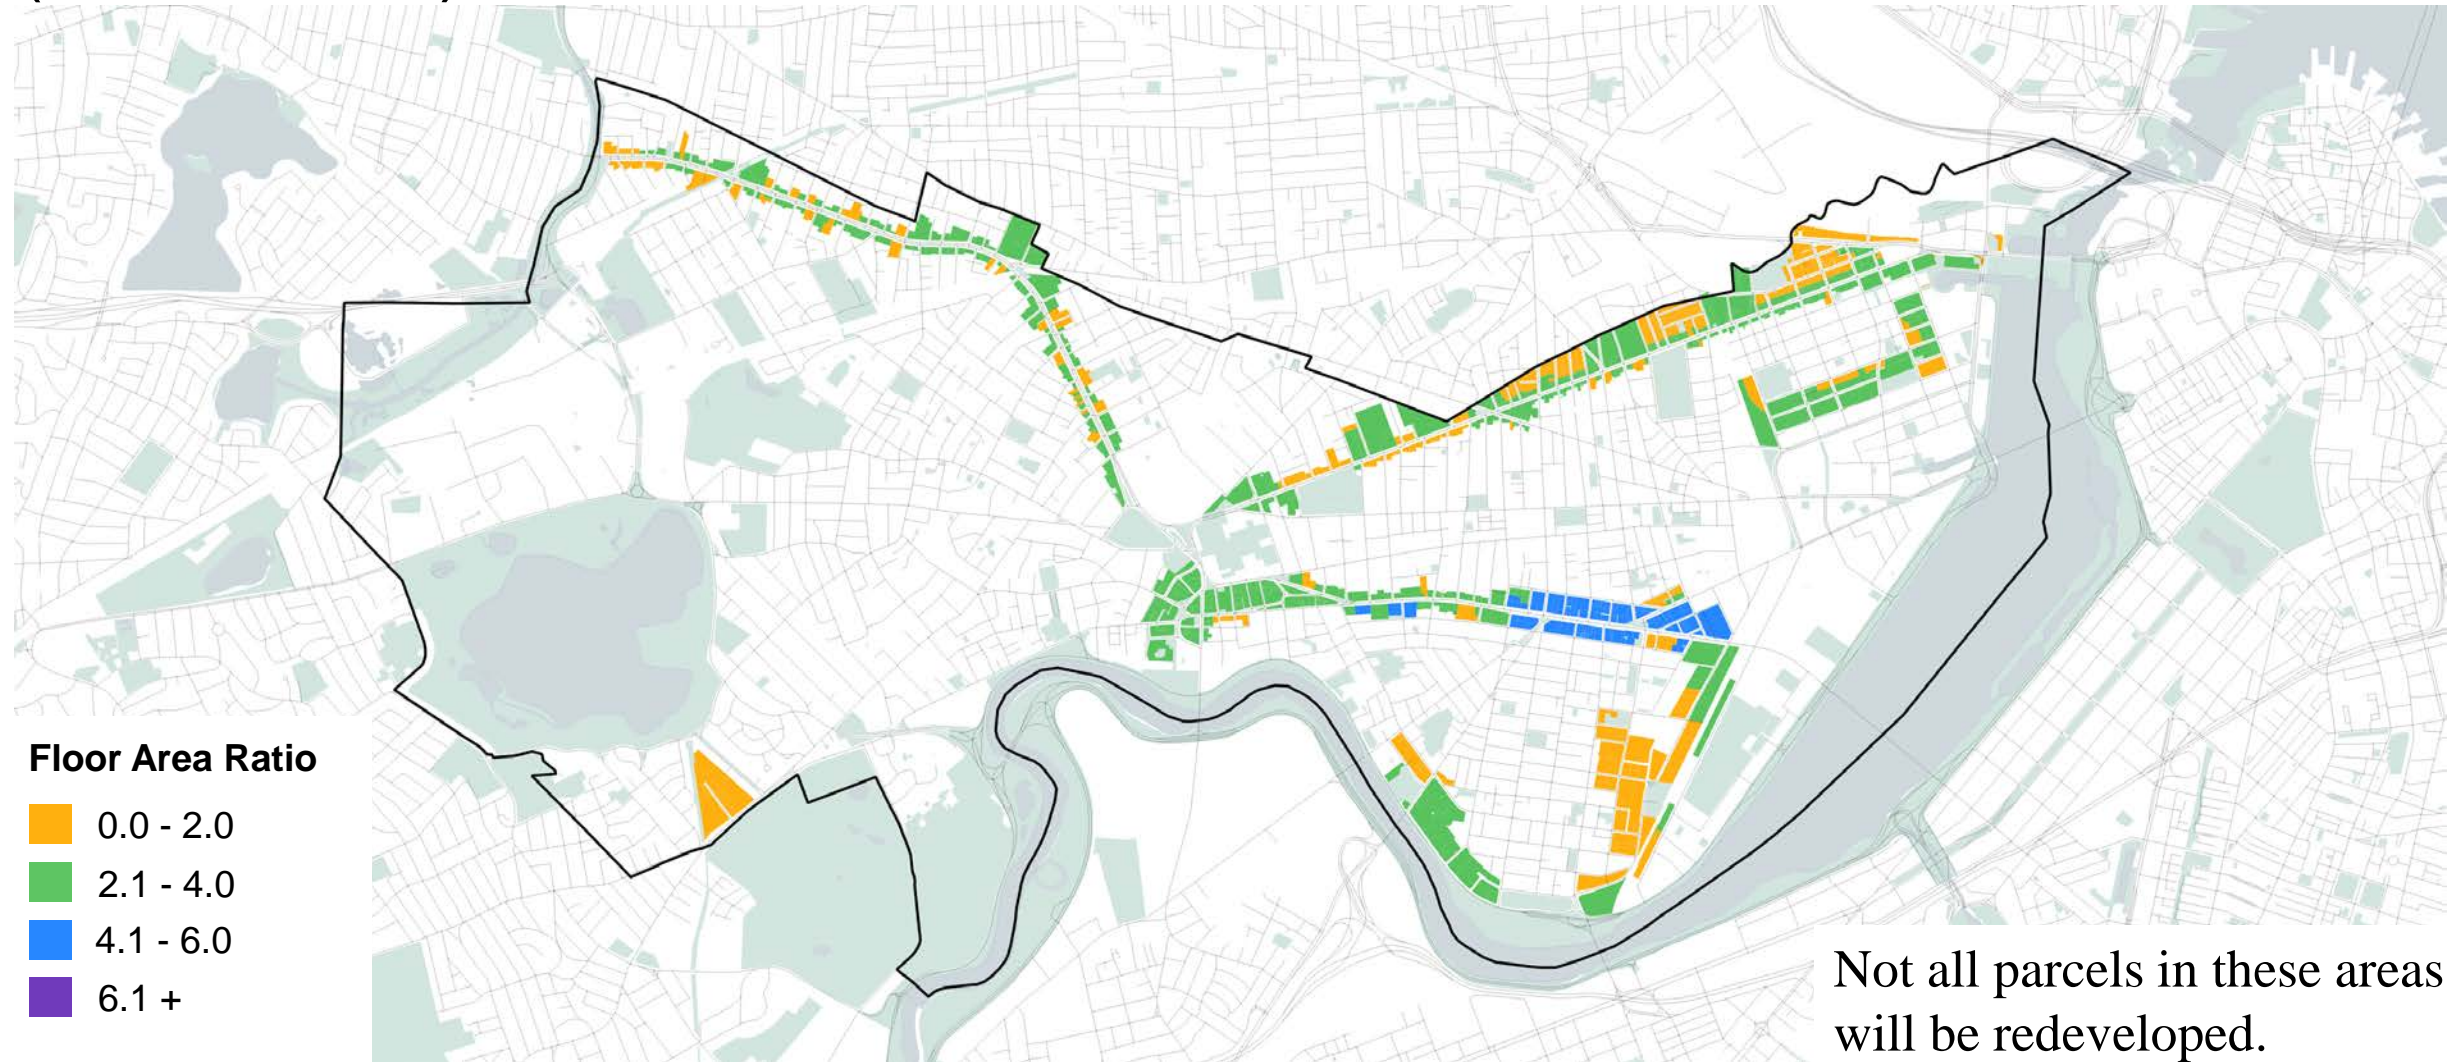 Floor Area Ratio
0.0 - 2.0
2.1 - 4.0
4.1 - 6.0
6.1 +
Not all parcels in these areas
will be redeveloped.